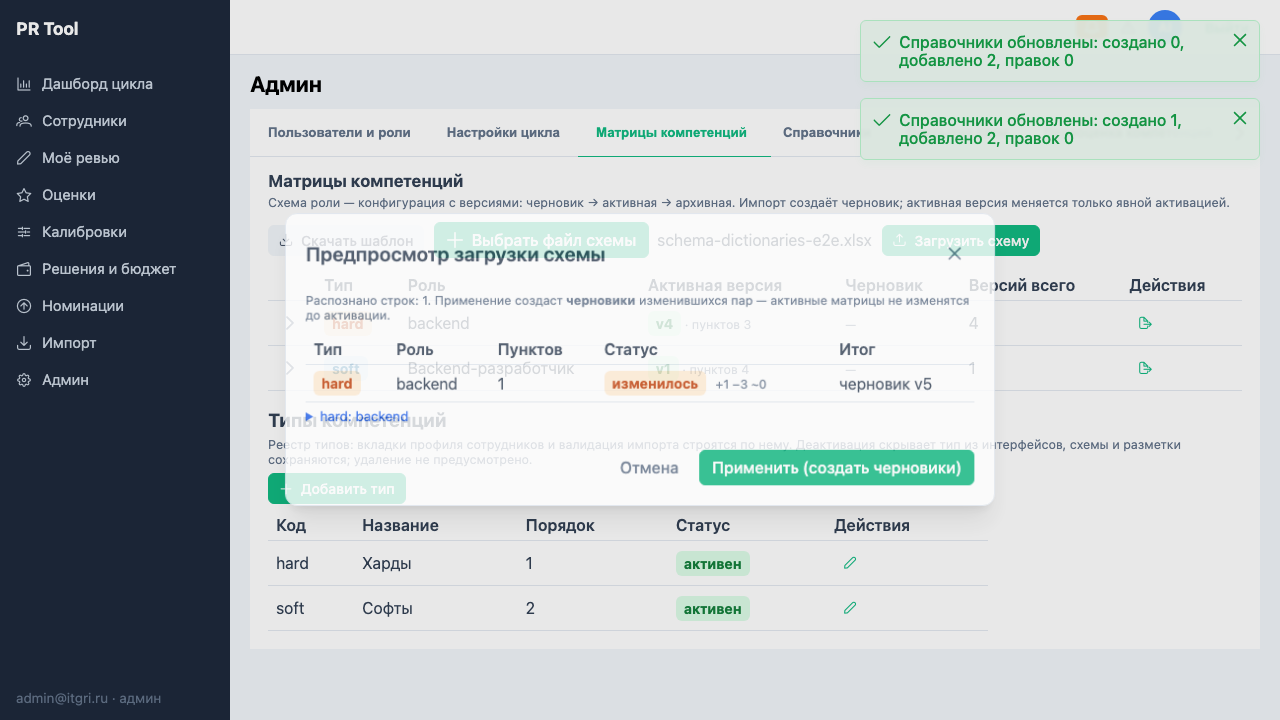 PR Tool
Дашборд цикла
Сотрудники
Моё ревью
Оценки
Калибровки
Решения и бюджет
Номинации
Импорт
Админ
admin@itgri.ru · админ
Справочники обновлены: создано 0,
добавлено 2, правок 0
Справочники обновлены: создано 1,
добавлено 2, правок 0
Админ
Пользователи и роли
Настройки цикла
Матрицы компетенций
Справочник
Матрицы компетенций
Схема роли — конфигурация с версиями: черновик → активная → архивная. Импорт создаёт черновик; активная версия меняется только явной активацией.
Скачать шаблон
Выбрать файл схемы
schema-dictionaries-e2e.xlsx
Загрузить схему
Тип Роль Активная версия Черновик Версий всего Действия
hard backend v4 · пунктов 3 — 4
soft Backend-разработчик v1 · пунктов 4 — 1
Предпросмотр загрузки схемы
Распознано строк: 1. Применение создаст черновики изменившихся пар — активные матрицы не изменятся
до активации.
Тип Роль Пунктов Статус Итог
hard backend 1 изменилось +1 −3 ~0 черновик v5
hard: backend
Отмена
Применить (создать черновики)
Типы компетенций
Реестр типов: вкладки профиля сотрудников и валидация импорта строятся по нему. Деактивация скрывает тип из интерфейсов, схемы и разметки
сохраняются; удаление не предусмотрено.
Добавить тип
Код Название Порядок Статус Действия
hard Харды 1 активен
soft Софты 2 активен